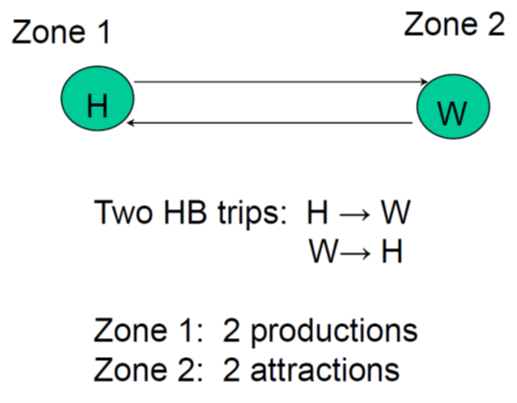 Zone 1
Zone 2
H
W
Two HB trips: H → W
W→ H
Zone 1: 2 productions
Zone 2: 2 attractions